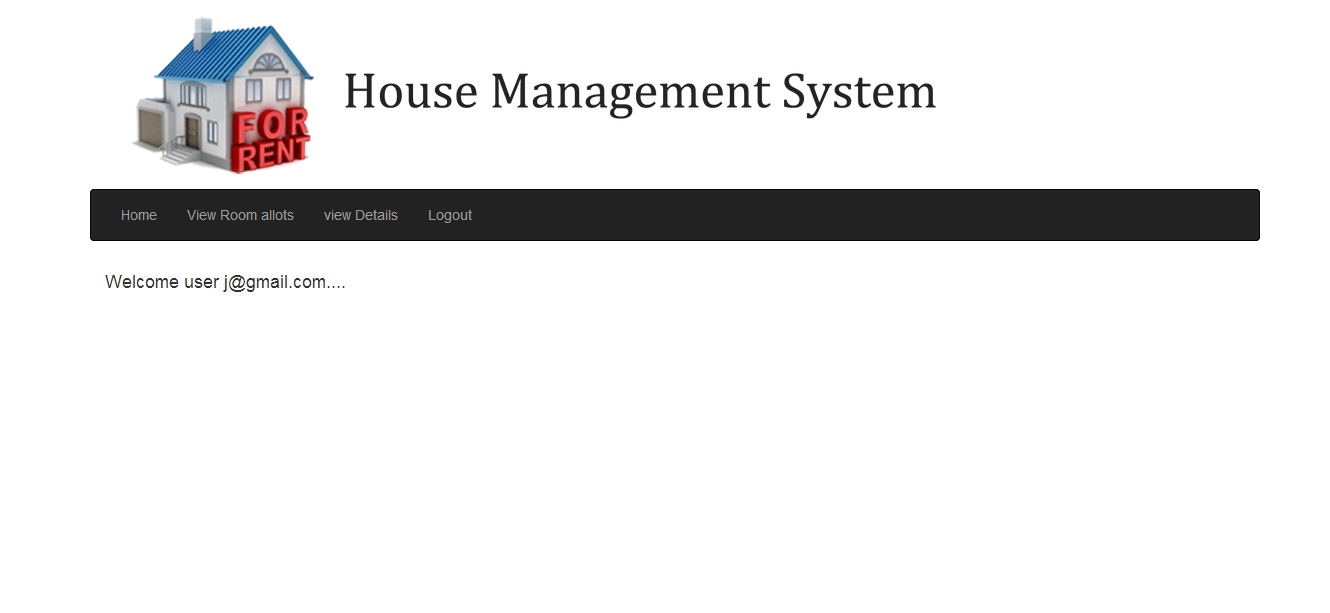 FOR
RENT
House Management System
Home View Room allots view Details Logout
Welcome user j@gmail.com....